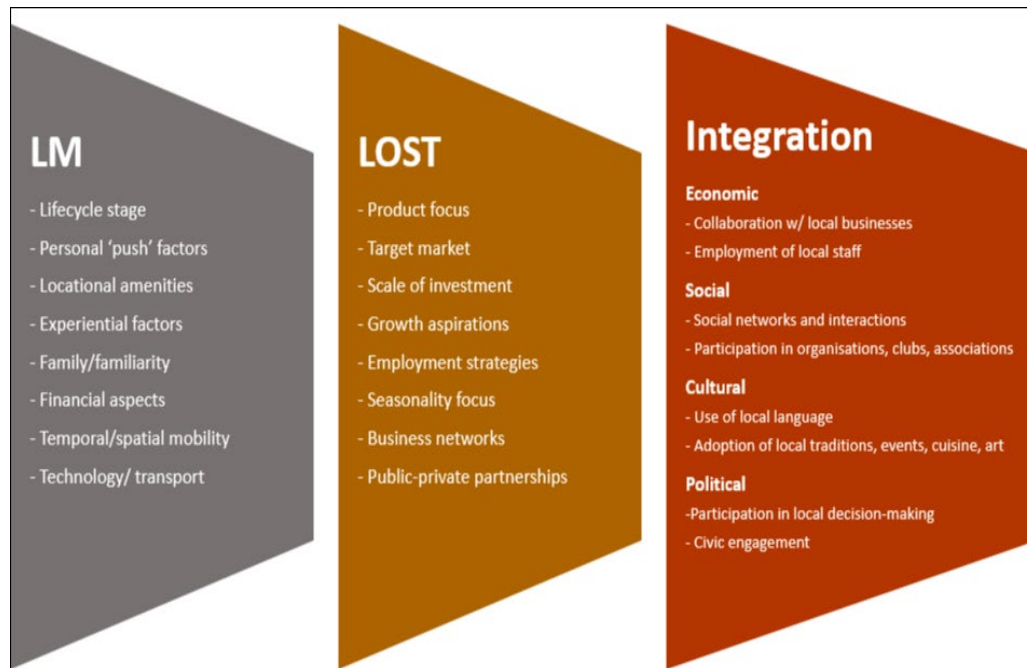 LM
- Lifecycle stage
- Personal ‘push’ factors
- Locational amenities
- Experiential factors
- Family/familiarity
- Financial aspects
- Temporal/spatial mobility
- Technology/ transport
LOST
- Product focus
- Target market
- Scale of investment
- Growth aspirations
- Employment strategies
- Seasonality focus
- Business networks
- Public-private partnerships
Integration
Economic
- Collaboration w/ local businesses
- Employment of local staff
Social
- Social networks and interactions
- Participation in organisations, clubs, associations
Cultural
- Use of local language
- Adoption of local traditions, events, cuisine, art
Political
-Participation in local decision-making
- Civic engagement